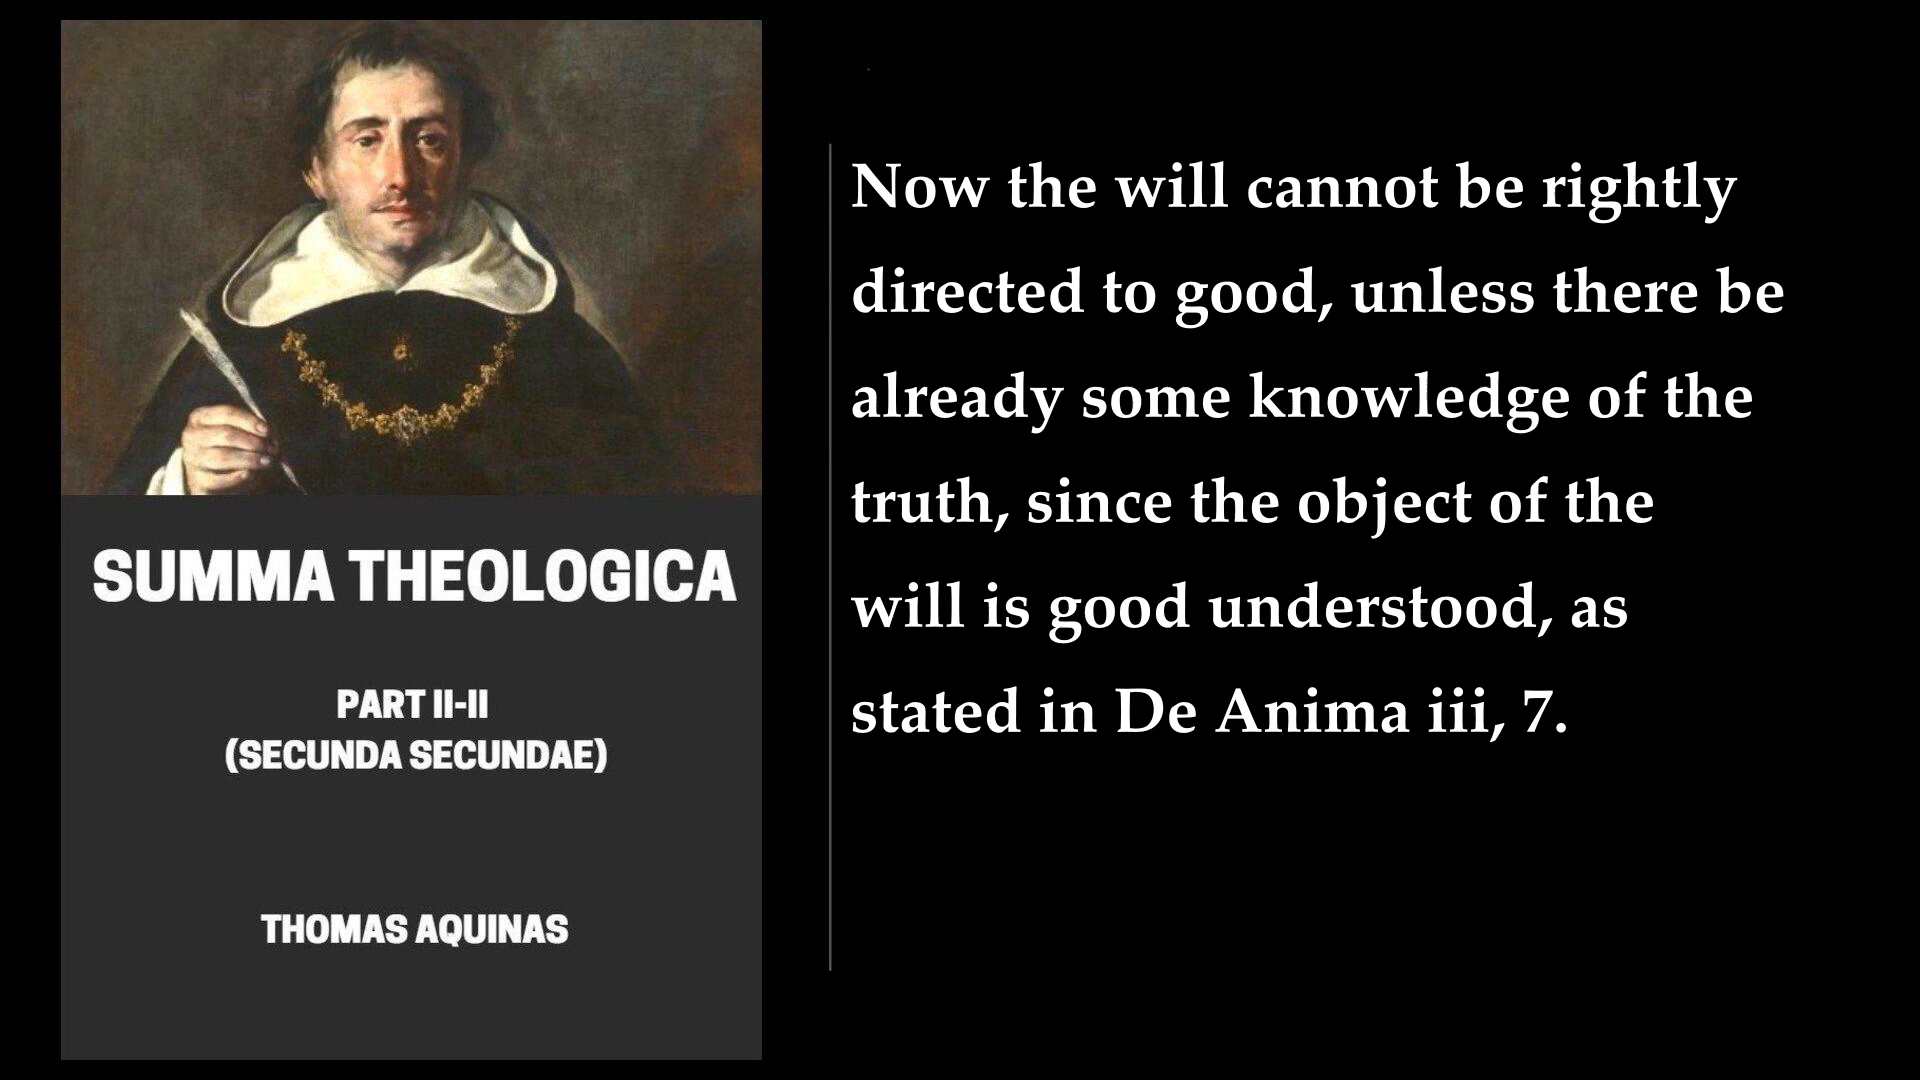 SUMMA THEOLOGICA
PART II-II
(SECUNDA SECUNDAE)
THOMAS AQUINAS
Now the will cannot be rightly
directed to good, unless there be
already some knowledge of the
truth, since the object of the
will is good understood, as
stated in De Anima iii, 7.